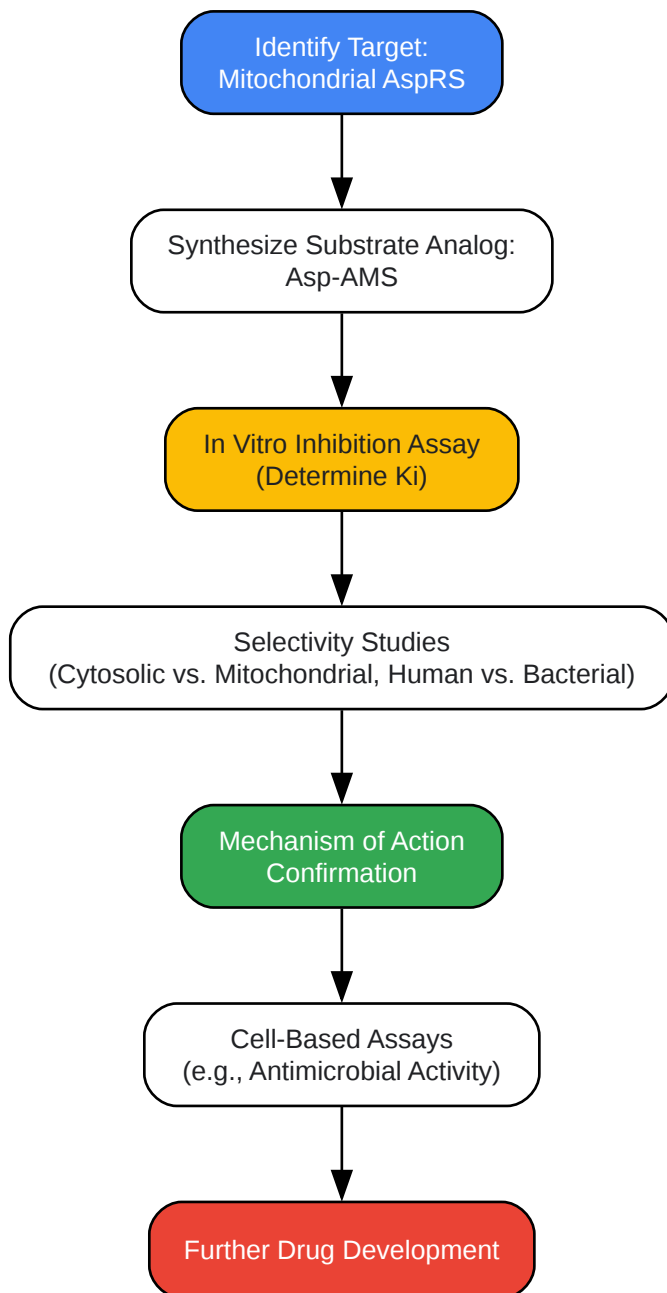 Identify Target:
Mitochondrial AspRS
Synthesize Substrate Analog:
Asp-AMS
In Vitro Inhibition Assay
(Determine Ki)
Selectivity Studies
(Cytosolic vs. Mitochondrial, Human vs. Bacterial)
Mechanism of Action
Confirmation
Cell-Based Assays
(e.g., Antimicrobial Activity)
Further Drug Development